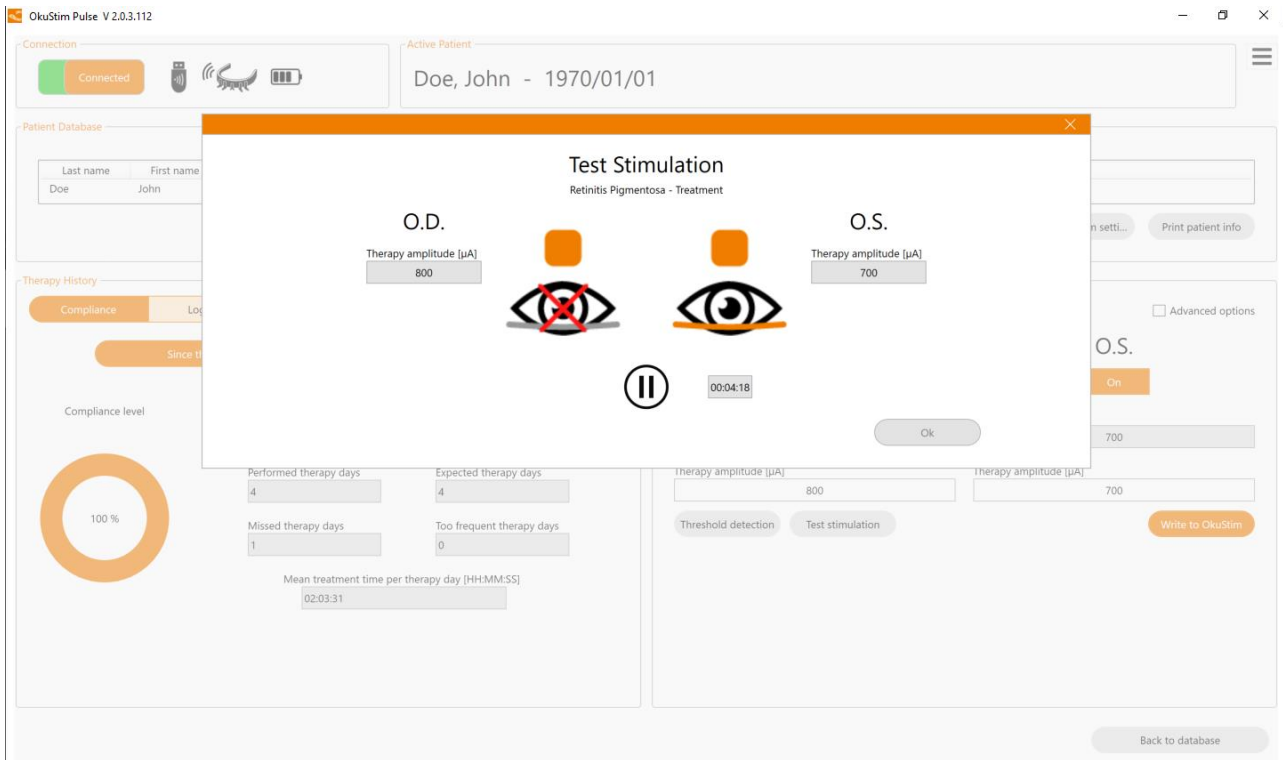 OkuStim Pulse V 2.0.3.112
Connection
Connected
Active Patient
Doe, John - 1970/01/01
Patient Database
Last name First name
Doe John
Test Stimulation
Retinitis Pigmentosa - Treatment
O.D.
Therapy amplitude [µA]
800
O.S.
Therapy amplitude [µA]
700
00:04:18
Ok
Print patient info
Therapy History
Compliance
Since
Compliance level
100 %
Performed therapy days
4
Expected therapy days
4
Missed therapy days
1
Too frequent therapy days
0
Mean treatment time per therapy day [HH:MM:SS]
02:03:31
Advanced options
O.S.
On
700
Therapy amplitude [µA]
800
Therapy amplitude [µA]
700
Threshold detection
Test stimulation
Write to OkuStim
Back to database